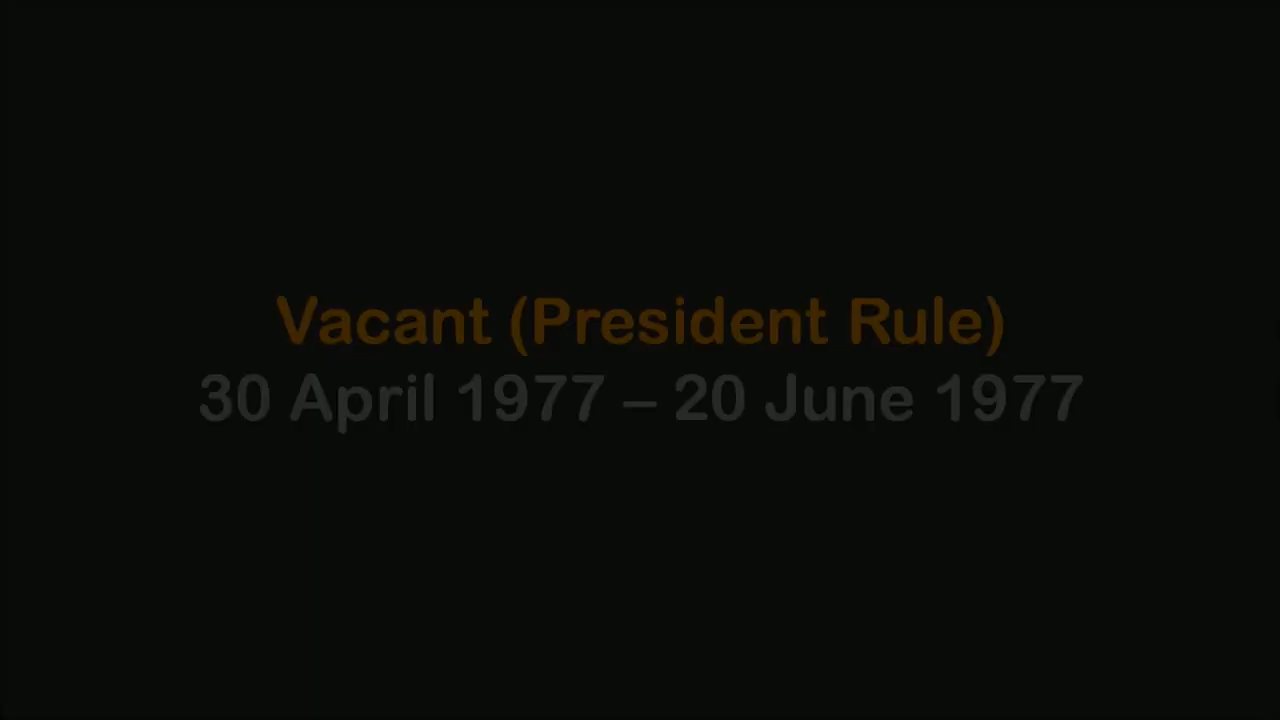 Vacant (President Rule)
30 April 1977 – 20 June 1977